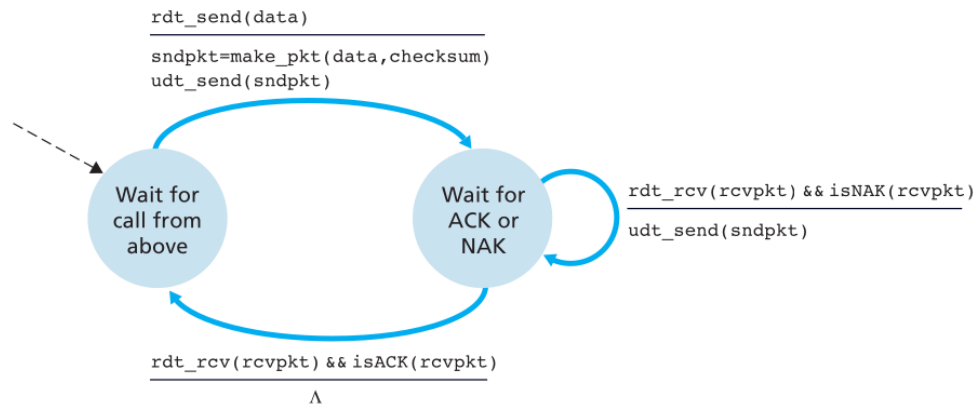 rdt_send(data)
sndpkt=make_pkt(data,checksum)
udt_send(sndpkt)
Wait for
call from
above
Wait for
ACK or
NAK
rdt_rcv(rcvpkt) && isNAK(rcvpkt)
udt_send(sndpkt)
rdt_rcv(rcvpkt) && isACK(rcvpkt)
Λ